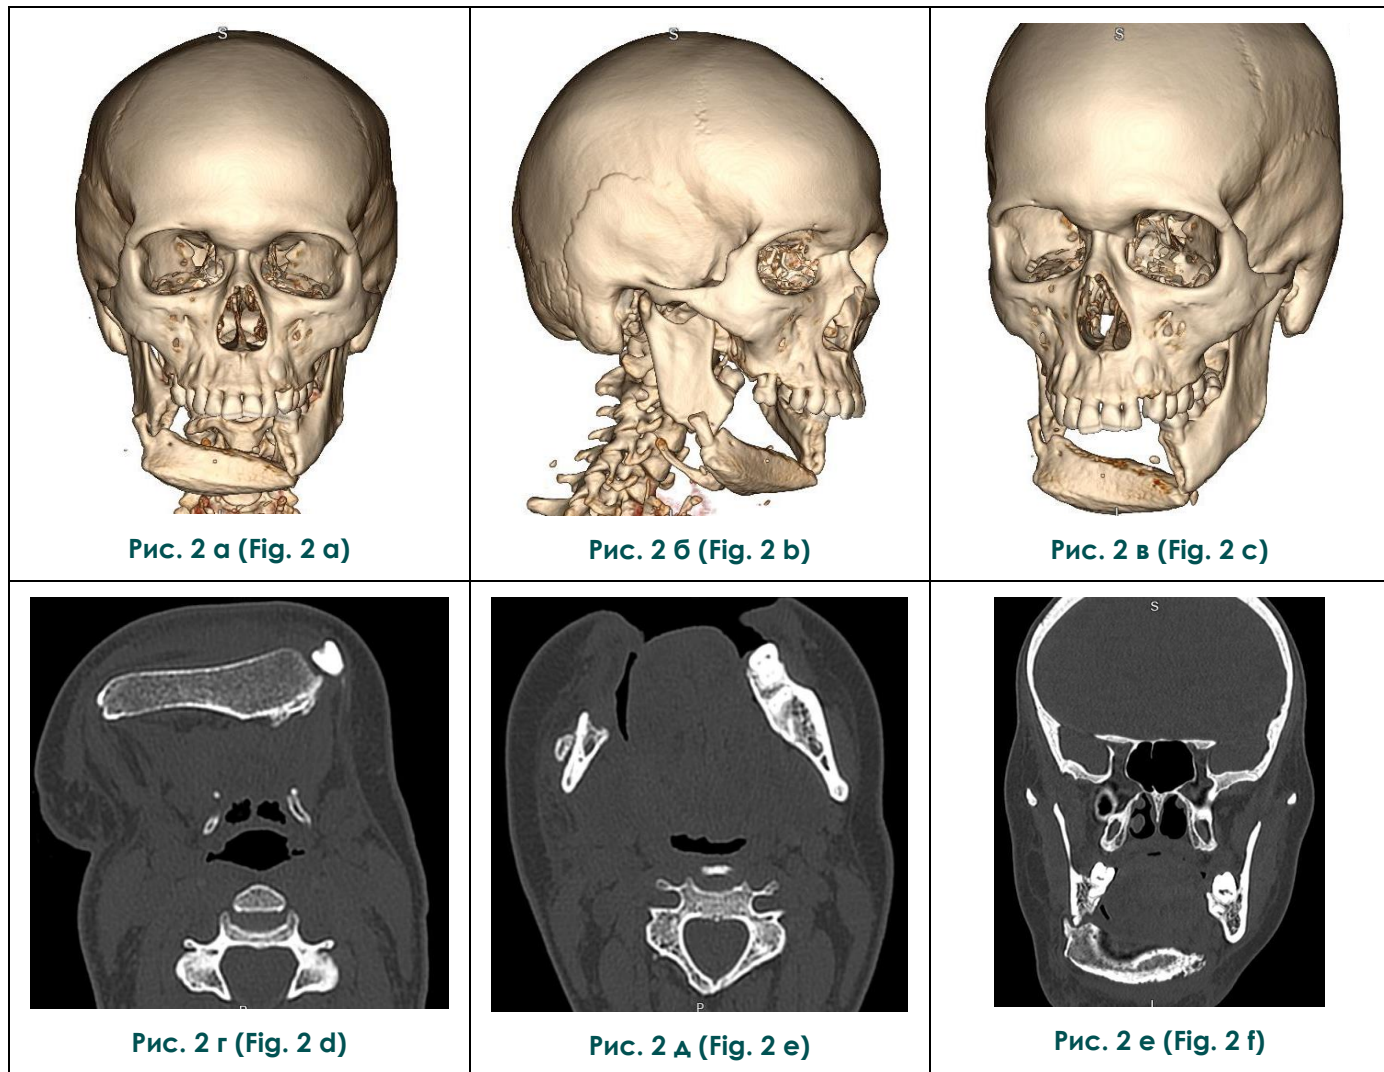 S
S
S
I
Рис. 2 а (Fig. 2 a)
Рис. 2 б (Fig. 2 b)
Рис. 2 в (Fig. 2 c)
S
P
I
Рис. 2 г (Fig. 2 d)
Рис. 2 д (Fig. 2 e)
Рис. 2 е (Fig. 2 f)